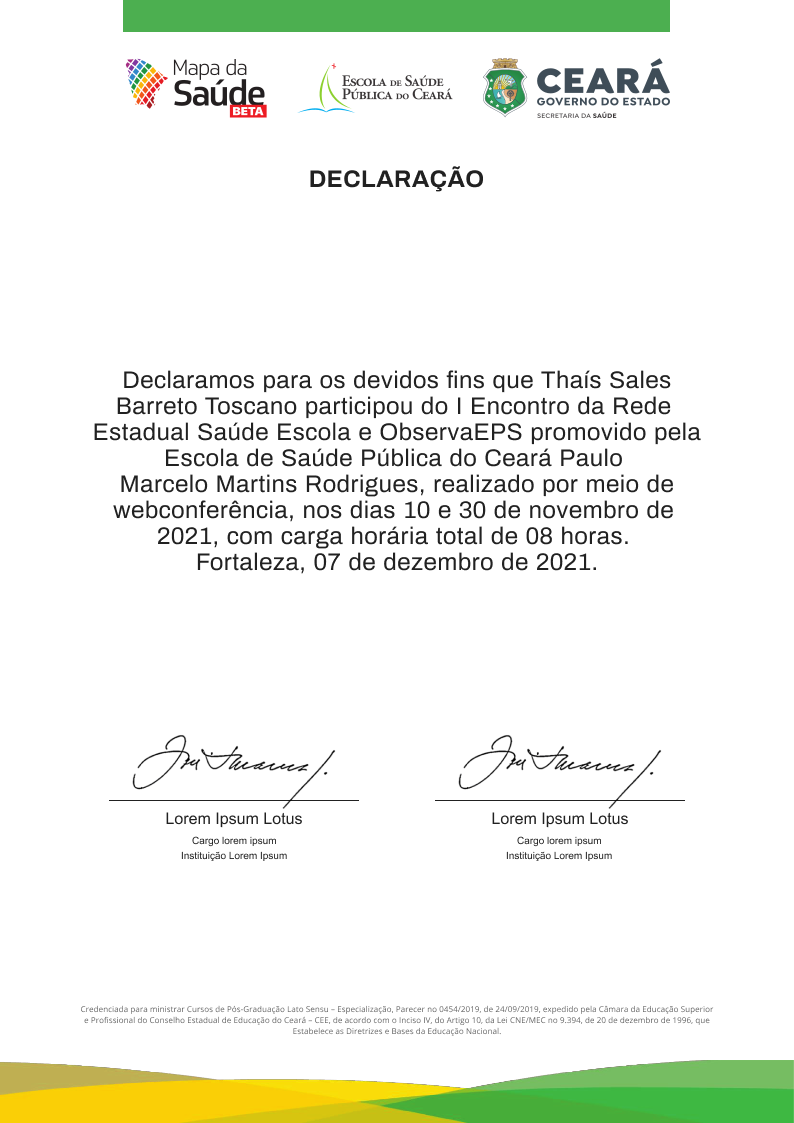 Mapa da
Saúde
BETA
ESCOLA DE SAÚDE
PÚBLICA DO CEARÁ
CEARÁ
GOVERNO DO ESTADO
SECRETARIA DA SAÚDE
DECLARAÇÃO
Declaramos para os devidos fins que Thaís Sales
Barreto Toscano participou do I Encontro da Rede
Estadual Saúde Escola e ObservaEPS promovido pela
Escola de Saúde Pública do Ceará Paulo
Marcelo Martins Rodrigues, realizado por meio de
webconferência, nos dias 10 e 30 de novembro de
2021, com carga horária total de 08 horas.
Fortaleza, 07 de dezembro de 2021.
Lorem Ipsum Lotus
Cargo lorem ipsum
Instituição Lorem Ipsum
Lorem Ipsum Lotus
Cargo lorem ipsum
Instituição Lorem Ipsum
Credenciada para ministrar Cursos de Pós-Graduação Lato Sensu – Especialização, Parecer no 0454/2019, de 24/09/2019, expedido pela Câmara da Educação Superior
e Profissional do Conselho Estadual de Educação do Ceará – CEE, de acordo com o Inciso IV, do Artigo 10, da Lei CNE/MEC no 9.394, de 20 de dezembro de 1996, que
Estabelece as Diretrizes e Bases da Educação Nacional.